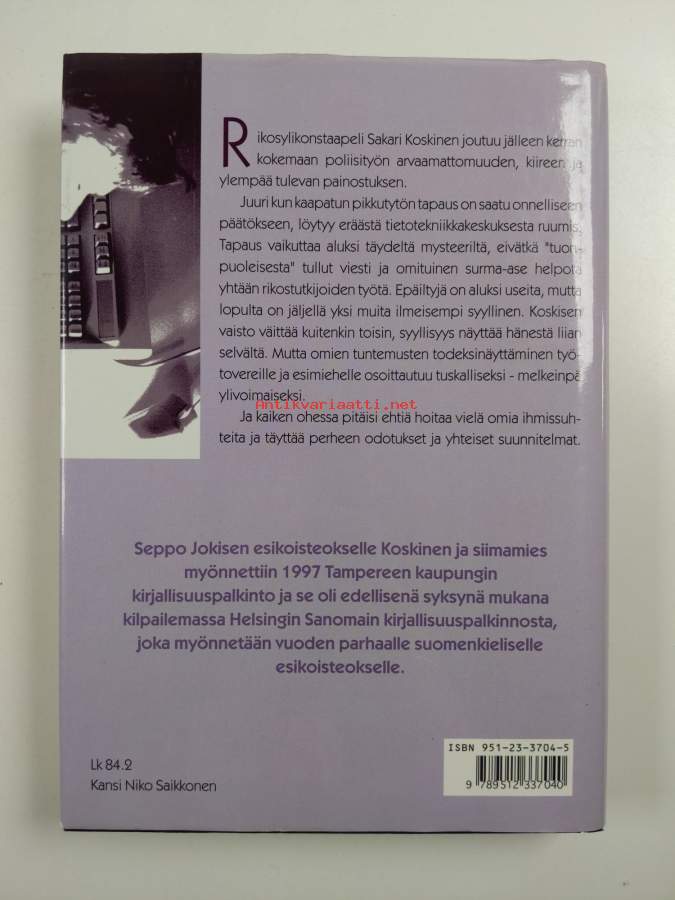 Rikosylikonstaapeli Sakari Koskinen joutuu jälleen kerran
kokemaan poliisityön arvaamattomuuden, kiireen ja
ylempää tulevan painostuksen.
Juuri kun kaapatun pikkutytön tapaus on saatu onnelliseen
päätökseen, löytyy eräästä tietotekniikkakeskuksesta ruumis.
Tapaus vaikuttaa aluksi täydeltä mysteeriltä, eivätkä "tuon-
puoleisesta" tullut viesti ja omituinen surma-ase helpota
yhtään rikostutkijoiden työtä. Epäiltyjä on aluksi useita, mutta
lopulta on jäljellä yksi muita ilmeisempi syyllinen. Koskisen
vaisto väittää kuitenkin toisin, syyllisyys näyttää hänestä liian
selvältä. Mutta omien tuntemusten todeksinäyttäminen työ-
tovereille ja esimiehelle osoittautuu tuskalliseksi - melkeinpä
ylivoimaiseksi.
Antikvariaatti.net
Ja kaiken ohessa pitäisi ehtiä hoitaa vielä omia ihmissuh-
teita ja täyttää perheen odotukset ja yhteiset suunnitelmat.
Seppo Jokisen esikoisteokselle Koskinen ja siimamies
myönnettiin 1997 Tampereen kaupungin
kirjallisuuspalkinto ja se oli edellisenä syksynä mukana
kilpailemassa Helsingin Sanomain kirjallisuuspalkinnosta,
joka myönnetään vuoden parhaalle suomenkieliselle
esikoisteokselle.
ISBN 951-23-3704-5
9 789512 337040
Lk 84.2
Kansi Niko Saikkonen